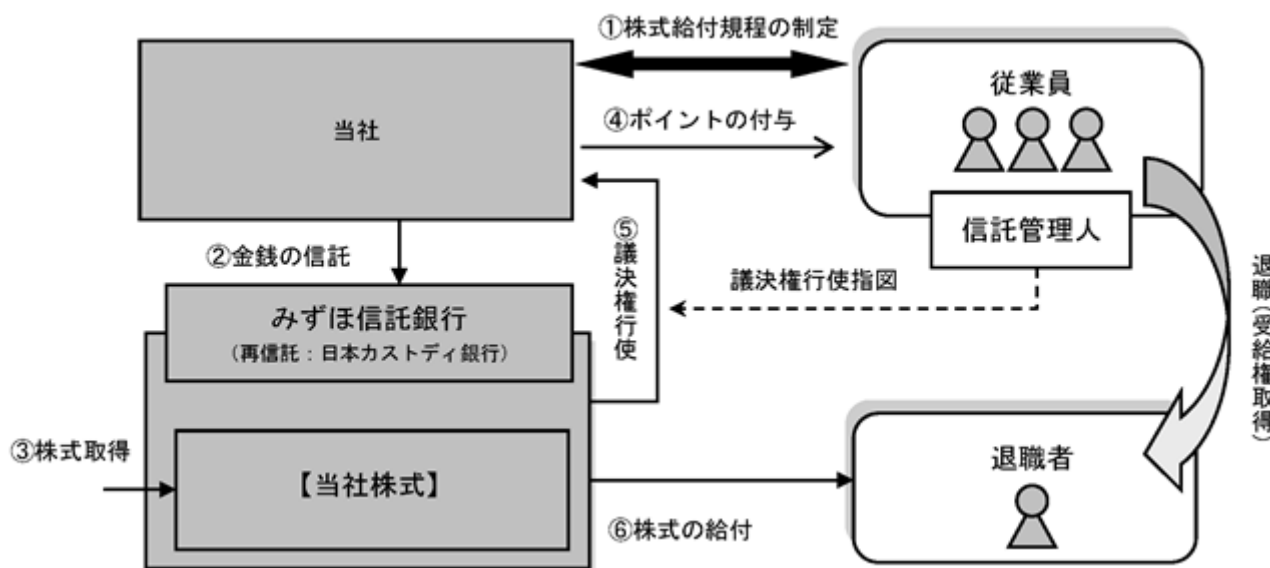 ①株式給付規程の制定
当社
従業員
④ポイントの付与
信託管理人
②金銭の信託
⑤議決権行使
議決権行使指図
退職(受給権取得)
みずほ信託銀行
(再信託:日本カストディ銀行)
③株式取得
【当社株式】
退職者
⑥株式の給付